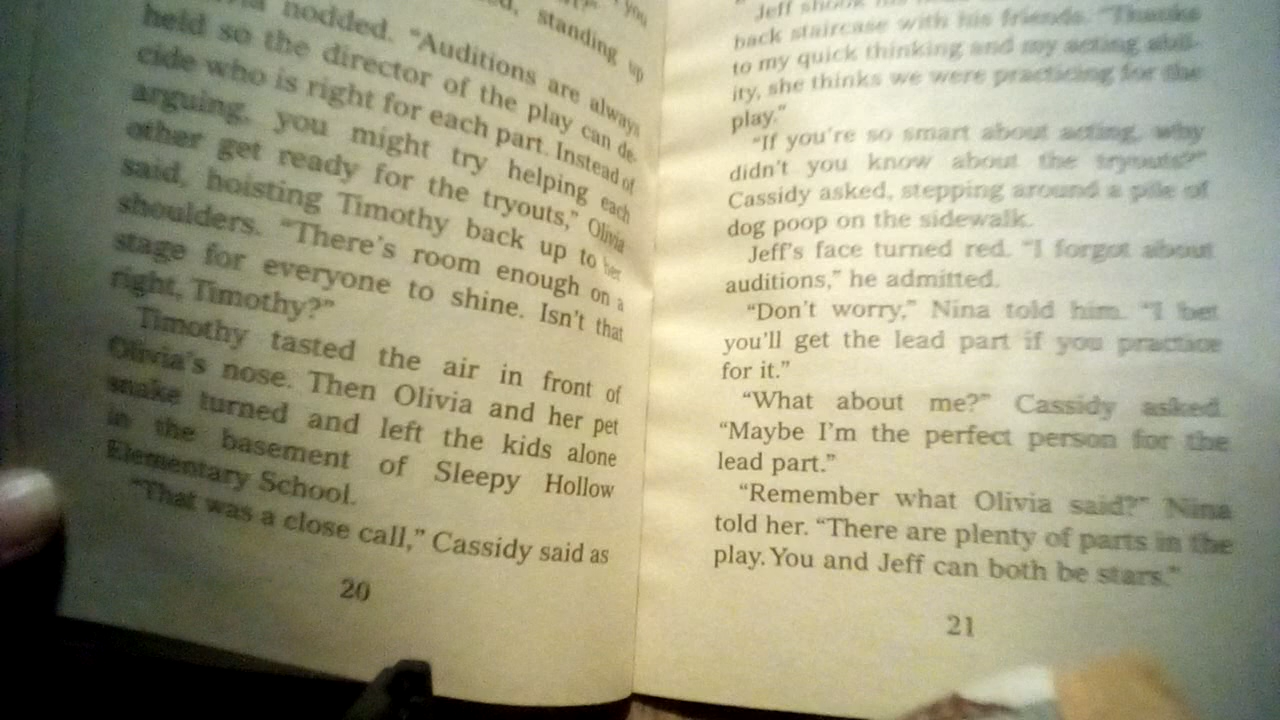 you
standing up
nodded. "Auditions are always
held so the director of the play can de-
cide who is right for each part. Instead of
arguing, you might try helping each
other get ready for the tryouts," Olivia
said, hoisting Timothy back up to her
shoulders. "There's room enough on a
stage for everyone to shine. Isn't that
right, Timothy?"
Timothy tasted the air in front of
Olivia's nose. Then Olivia and her pet
snake turned and left the kids alone
in the basement of Sleepy Hollow
Elementary School.
"That was a close call," Cassidy said as
20
Jeff shook his
back staircase with his friends. "Thanks
to my quick thinking and my acting abil-
ity, she thinks we were practicing for the
play."
"If you're so smart about acting, why
didn't you know about the tryouts?"
Cassidy asked, stepping around a pile of
dog poop on the sidewalk.
Jeff's face turned red. "I forgot about
auditions," he admitted.
"Don't worry," Nina told him. "I bet
you'll get the lead part if you practice
for it."
"What about me?" Cassidy asked.
"Maybe I'm the perfect person for the
lead part."
"Remember what Olivia said?" Nina
told her. "There are plenty of parts in the
play. You and Jeff can both be stars."
21